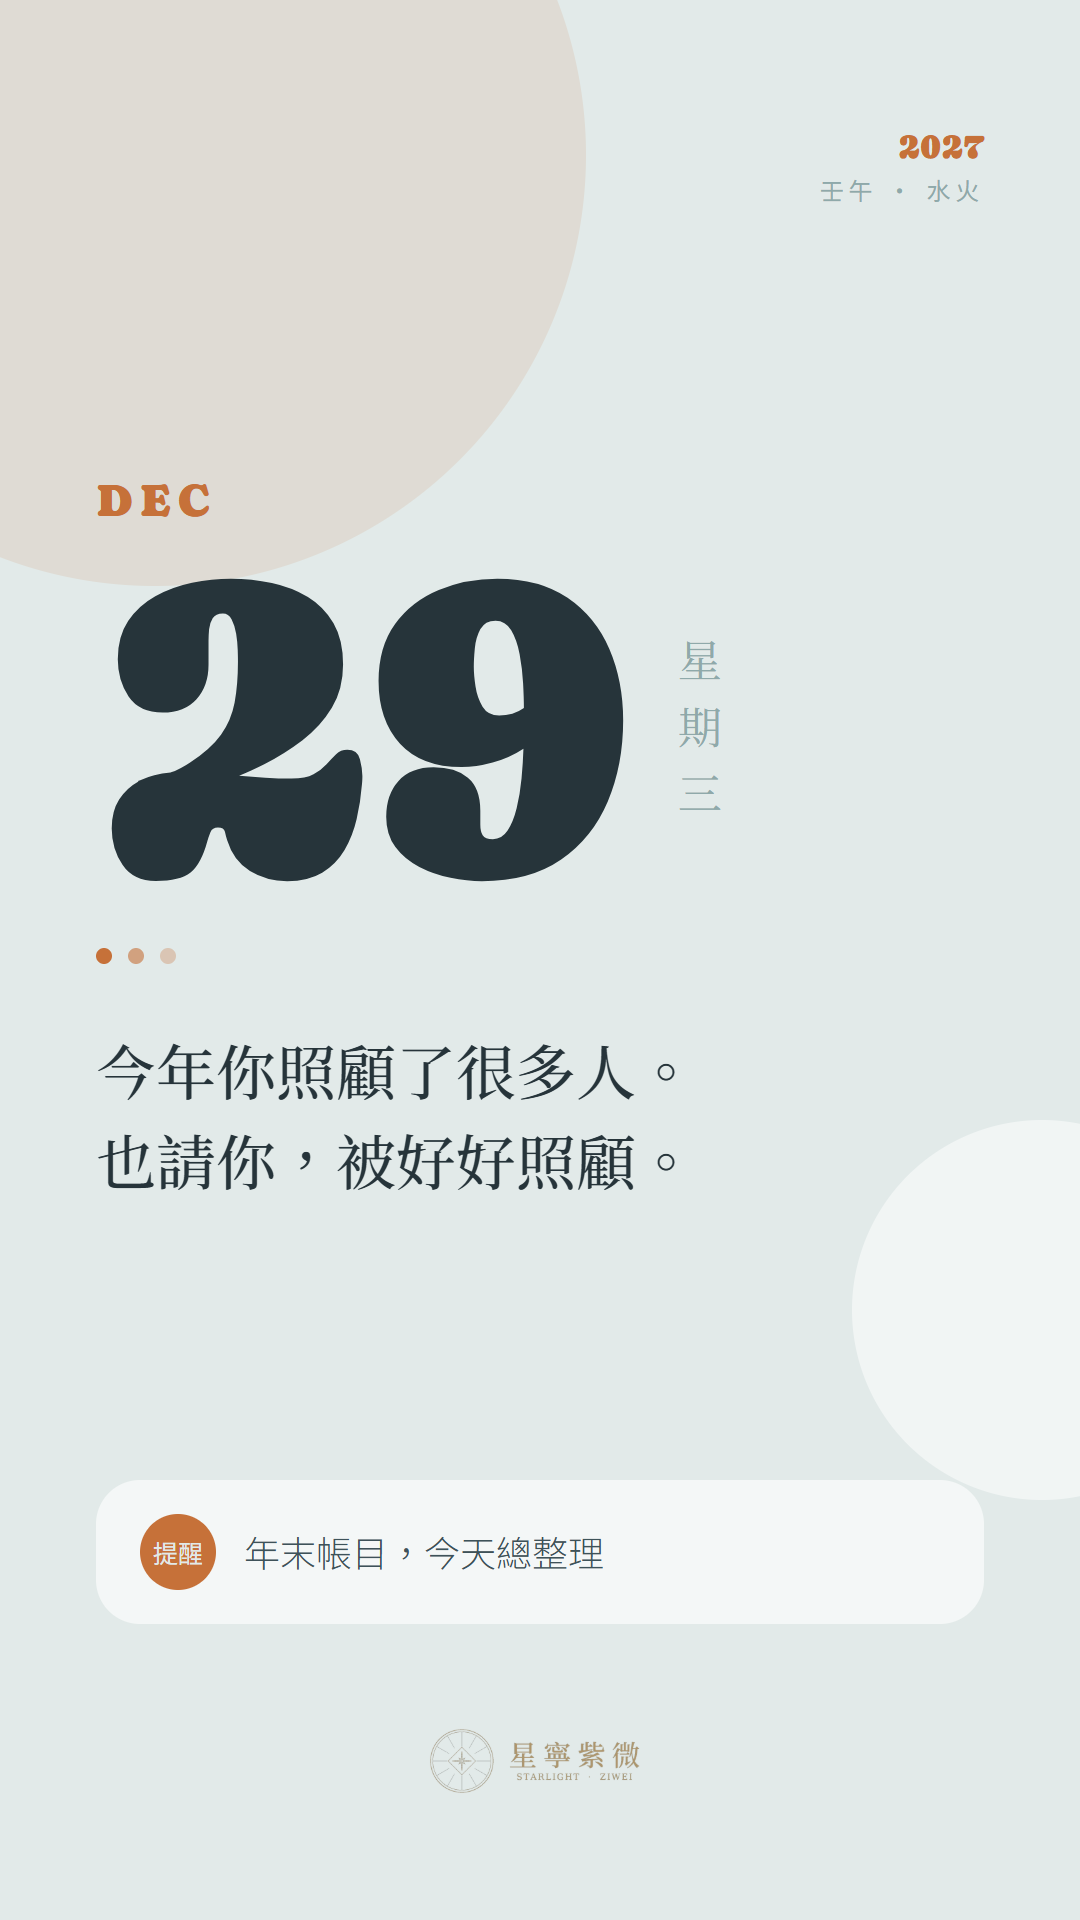 2027
壬午 · 水火
DEC
29
星期三
今年你照顧了很多人。
也請你，被好好照顧。
提醒
年末帳目，今天總整理
星寧紫微
STARLIGHT · ZIWEI